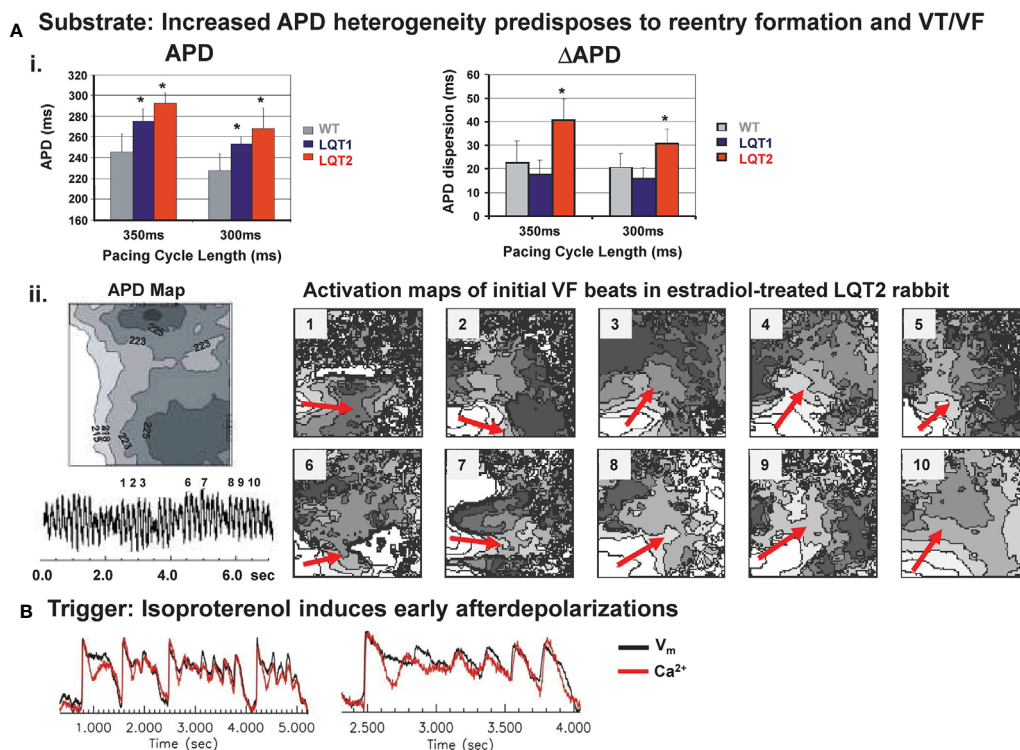 A Substrate: Increased APD heterogeneity predisposes to reentry formation and VT/VF
i.
APD
320
300
280
260
240
220
200
180
160
APD (ms)
* * * *
350ms 300ms
Pacing Cycle Length (ms)
WT
LQT1
LQT2
ΔAPD
60
50
40
30
20
10
0
APD dispersion (ms)
* *
350ms 300ms
Pacing Cycle Length (ms)
WT
LQT1
LQT2
ii.
APD Map
225
223
223
215
218
223
225
1 2 3 6 7 8 9 10
0.0 2.0 4.0 6.0 sec
Activation maps of initial VF beats in estradiol-treated LQT2 rabbit
1 2 3 4 5
6 7 8 9 10
B Trigger: Isoproterenol induces early afterdepolarizations
1.000 2.000 3.000 4.000 5.000
Time (sec)
2.500 3.000 3.500 4.000
Time (sec)
Vm
Ca2+